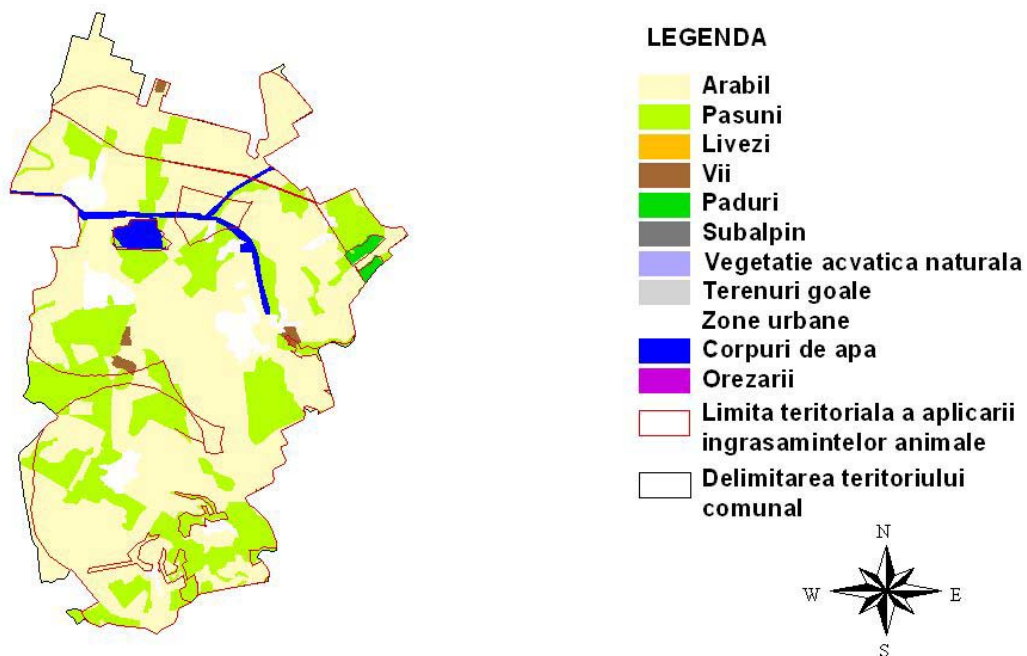 LEGENDA
Arabil
Pasuni
Livezi
Vii
Paduri
Subalpin
Vegetatie acvatica naturala
Terenuri goale
Zone urbane
Corpuri de apa
Orezarii
Limita teritoriala a aplicarii
ingrasamintelor animale
Delimitarea teritoriului
comunal
N
W E
S